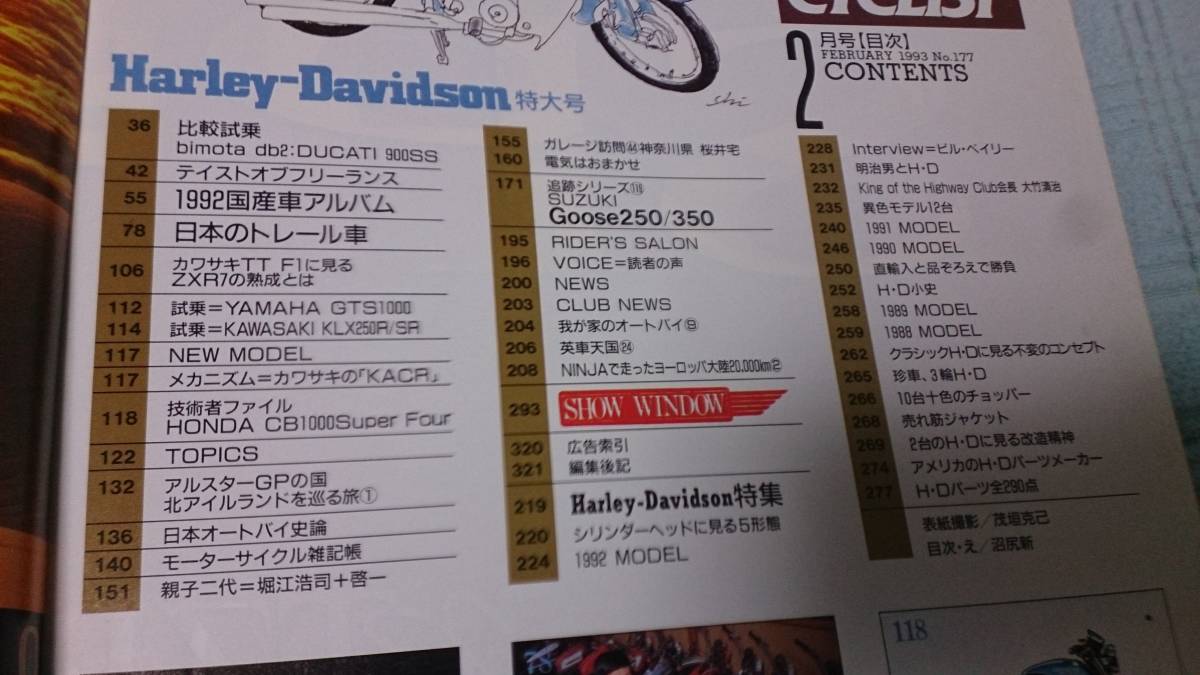 CYCLIST
2月号【目次】
FEBRUARY 1993 No.177
CONTENTS
Shi
Harley-Davidson 特大号
36 比較試乗
bimota db2:DUCATI 900SS
42 テイストオブフリーランス
55 1992国産車アルバム
78 日本のトレール車
106 カワサキTT F1に見る
ZXR7の熟成とは
112 試乗=YAMAHA GTS1000
114 試乗=KAWASAKI KLX250R/SR
117 NEW MODEL
117 メカニズム=カワサキの「KACR」
118 技術者ファイル
HONDA CB1000Super Four
122 TOPICS
132 アルスターGPの国
北アイルランドを巡る旅①
136 日本オートバイ史論
140 モーターサイクル雑記帳
151 親子二代=堀江浩司+啓一
155 ガレージ訪問㊹神奈川県 桜井宅
160 電気はおまかせ
171 追跡シリーズ
SUZUKI
Goose250/350
195 RIDER'S SALON
196 VOICE=読者の声
200 NEWS
203 CLUB NEWS
204 我が家のオートバイ⑨
206 英車天国㉔
208 NINJAで走ったヨーロッパ大陸20,000km②
293 SHOW WINDOW
320 広告索引
321 編集後記
219 Harley-Davidson特集
220 シリンダーヘッドに見る5形態
224 1992 MODEL
228 Interview=ビル・ベイリー
231 明治男とH・D
232 King of the Highway Club会長 大竹満治
235 異色モデル12台
240 1991 MODEL
246 1990 MODEL
250 直輸入と品ぞろえで勝負
252 H・D小史
258 1989 MODEL
259 1988 MODEL
262 クラシックH・Dに見る不変のコンセプト
265 珍車、3輪H・D
266 10台十色のチョッパー
268 売れ筋ジャケット
269 2台のH・Dに見る改造精神
274 アメリカのH・Dパーツメーカー
277 H・Dパーツ全290点
表紙撮影/茂垣克己
目次・え/沼尻新
118